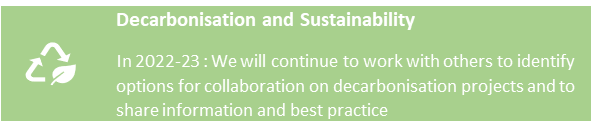 Decarbonisation and Sustainability
In 2022-23 : We will continue to work with others to identify
options for collaboration on decarbonisation projects and to
share information and best practice